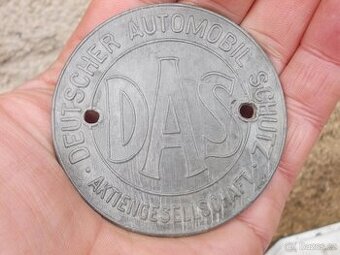 DEUTSCHER AUTOMOBIL SCHUTZ
DAS
AKTIENGESELLSCHAFT